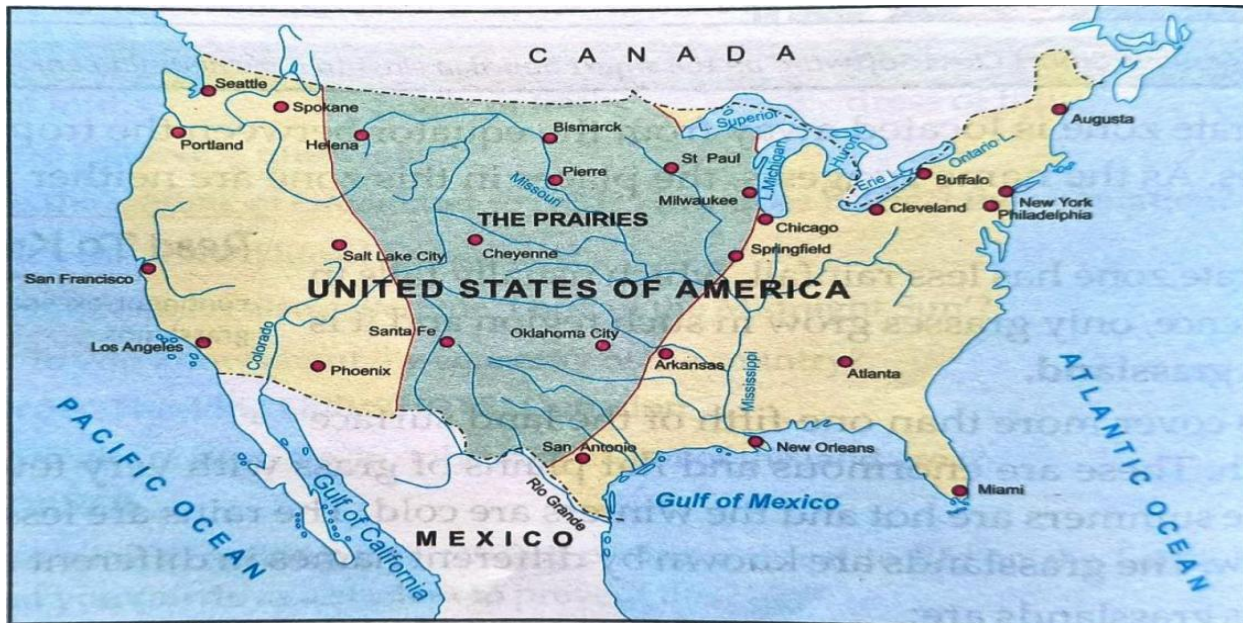 CANADA
Seattle
Spokane
Portland
Helena
Bismarck
Pierre
Missouri
St Paul
Milwaukee
L. Superior
L. Michigan
Huron
Erie L.
Ontario L.
Augusta
Buffalo
New York
Philadelphia
Cleveland
Chicago
THE PRAIRIES
Cheyenne
Springfield
Salt Lake City
San Francisco
UNITED STATES OF AMERICA
Santa Fe
Oklahoma City
Los Angeles
Colorado
Phoenix
Arkansas
Mississippi
Atlanta
San Antonio
New Orleans
Rio Grande
Gulf of Mexico
Miami
PACIFIC OCEAN
Gulf of California
MEXICO
ATLANTIC OCEAN